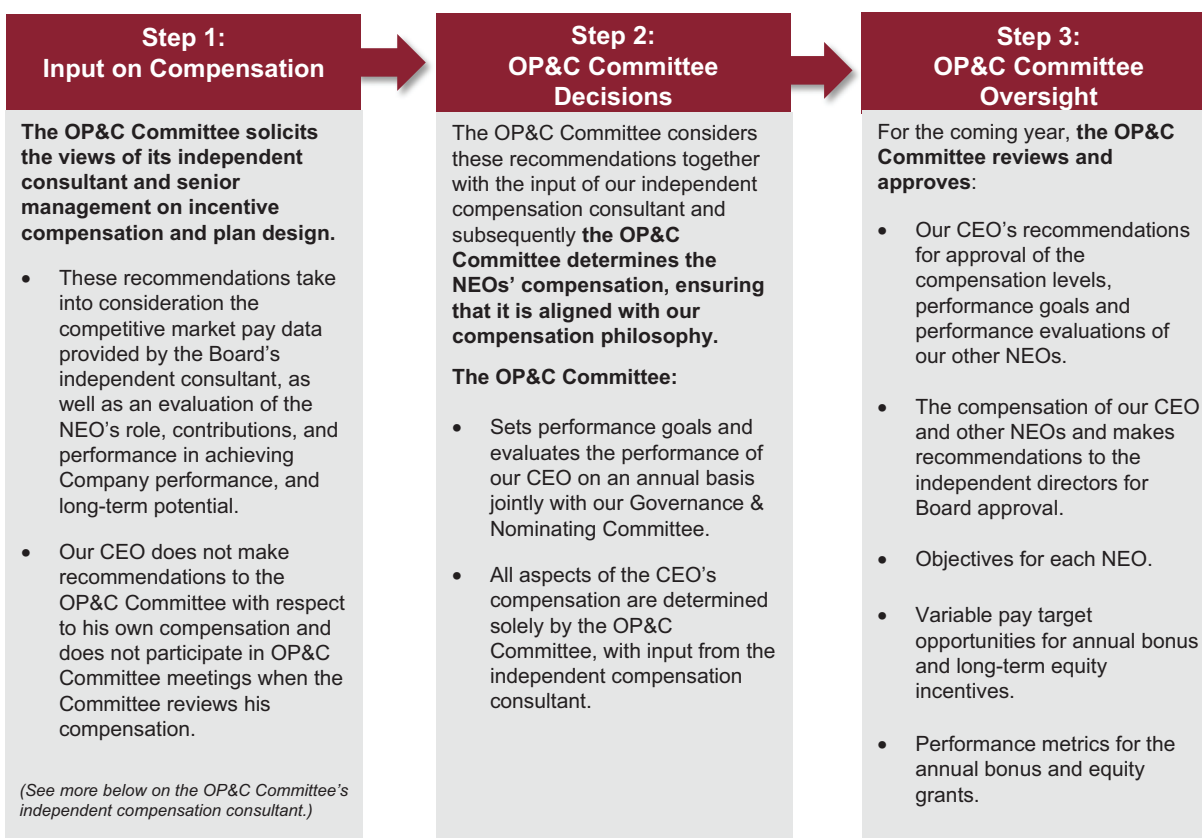 Step 1:
Input on Compensation
The OP&C Committee solicits
the views of its independent
consultant and senior
management on incentive
compensation and plan design.
• These recommendations take
into consideration the
competitive market pay data
provided by the Board’s
independent consultant, as
well as an evaluation of the
NEO’s role, contributions, and
performance in achieving
Company performance, and
long-term potential.
• Our CEO does not make
recommendations to the
OP&C Committee with respect
to his own compensation and
does not participate in OP&C
Committee meetings when the
Committee reviews his
compensation.
(See more below on the OP&C Committee’s
independent compensation consultant.)
Step 2:
OP&C Committee
Decisions
The OP&C Committee considers
these recommendations together
with the input of our independent
compensation consultant and
subsequently the OP&C
Committee determines the
NEOs’ compensation, ensuring
that it is aligned with our
compensation philosophy.
The OP&C Committee:
• Sets performance goals and
evaluates the performance of
our CEO on an annual basis
jointly with our Governance &
Nominating Committee.
• All aspects of the CEO’s
compensation are determined
solely by the OP&C
Committee, with input from the
independent compensation
consultant.
Step 3:
OP&C Committee
Oversight
For the coming year, the OP&C
Committee reviews and
approves:
• Our CEO’s recommendations
for approval of the
compensation levels,
performance goals and
performance evaluations of
our other NEOs.
• The compensation of our CEO
and other NEOs and makes
recommendations to the
independent directors for
Board approval.
• Objectives for each NEO.
• Variable pay target
opportunities for annual bonus
and long-term equity
incentives.
• Performance metrics for the
annual bonus and equity
grants.